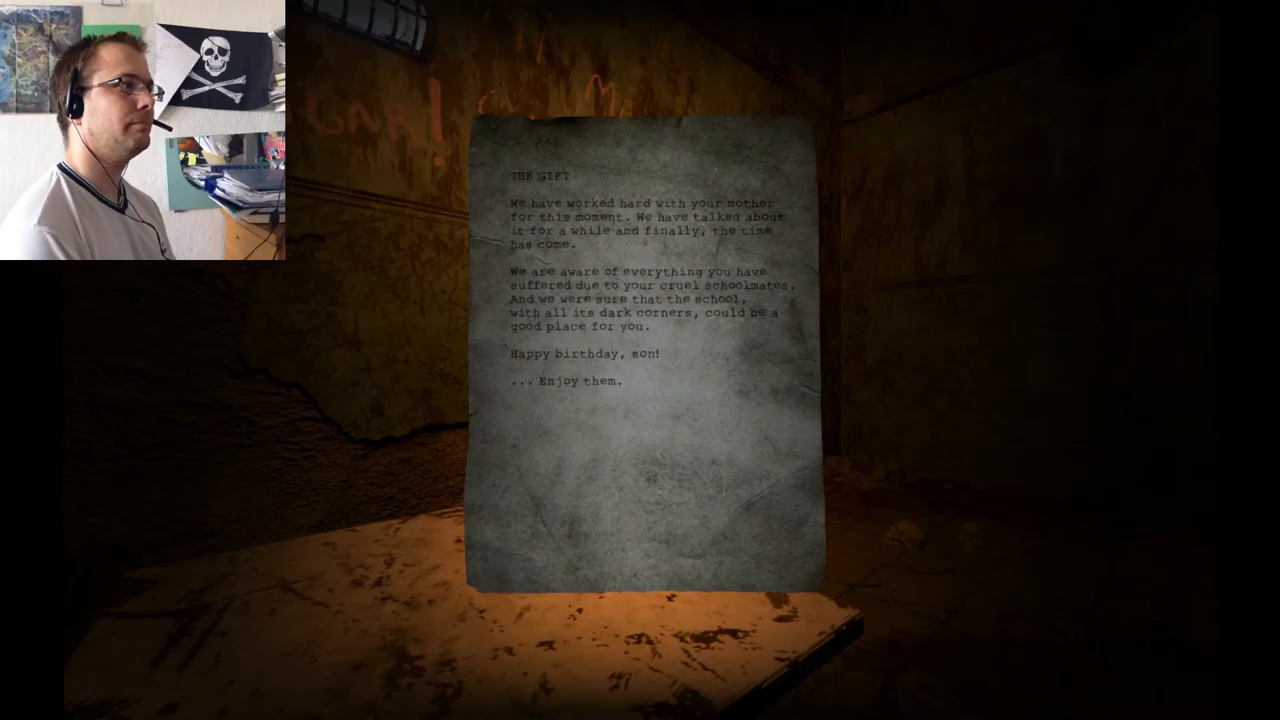 THE GIFT
We have worked hard with your mother
for this moment. We have talked about
it for a while and finally, the time
has come.
We are aware of everything you have
suffered due to your cruel schoolmates.
And we were sure that the school,
with all its dark corners, could be a
good place for you.
Happy birthday, son!
... Enjoy them.